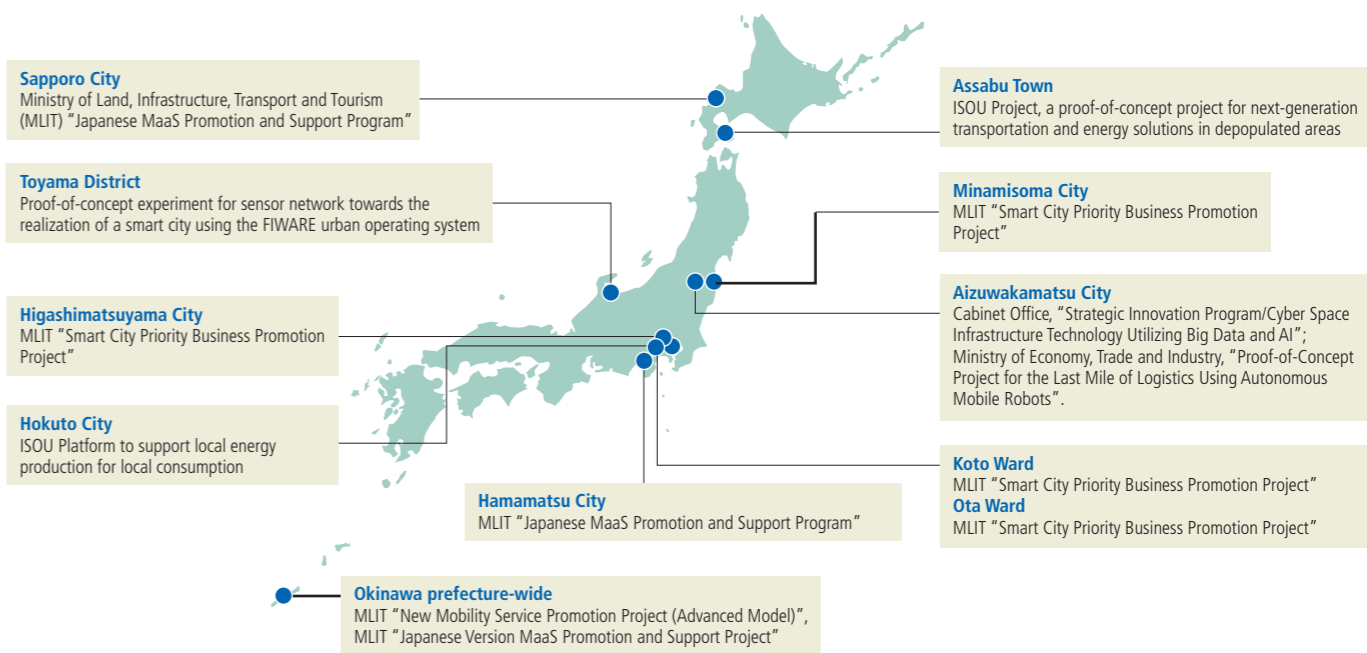 Sapporo City
Ministry of Land, Infrastructure, Transport and Tourism
(MLIT) “Japanese MaaS Promotion and Support Program”
Toyama District
Proof-of-concept experiment for sensor network towards the
realization of a smart city using the FIWARE urban operating system
Higashimatsuyama City
MLIT “Smart City Priority Business Promotion
Project”
Hokuto City
ISOU Platform to support local energy
production for local consumption
Hamamatsu City
MLIT “Japanese MaaS Promotion and Support Program”
Okinawa prefecture-wide
MLIT “New Mobility Service Promotion Project (Advanced Model)”,
MLIT “Japanese Version MaaS Promotion and Support Project”
Assabu Town
ISOU Project, a proof-of-concept project for next-generation
transportation and energy solutions in depopulated areas
Minamisoma City
MLIT “Smart City Priority Business Promotion
Project”
Aizuwakamatsu City
Cabinet Office, “Strategic Innovation Program/Cyber Space
Infrastructure Technology Utilizing Big Data and AI”;
Ministry of Economy, Trade and Industry, “Proof-of-Concept
Project for the Last Mile of Logistics Using Autonomous
Mobile Robots”.
Koto Ward
MLIT “Smart City Priority Business Promotion Project”
Ota Ward
MLIT “Smart City Priority Business Promotion Project”